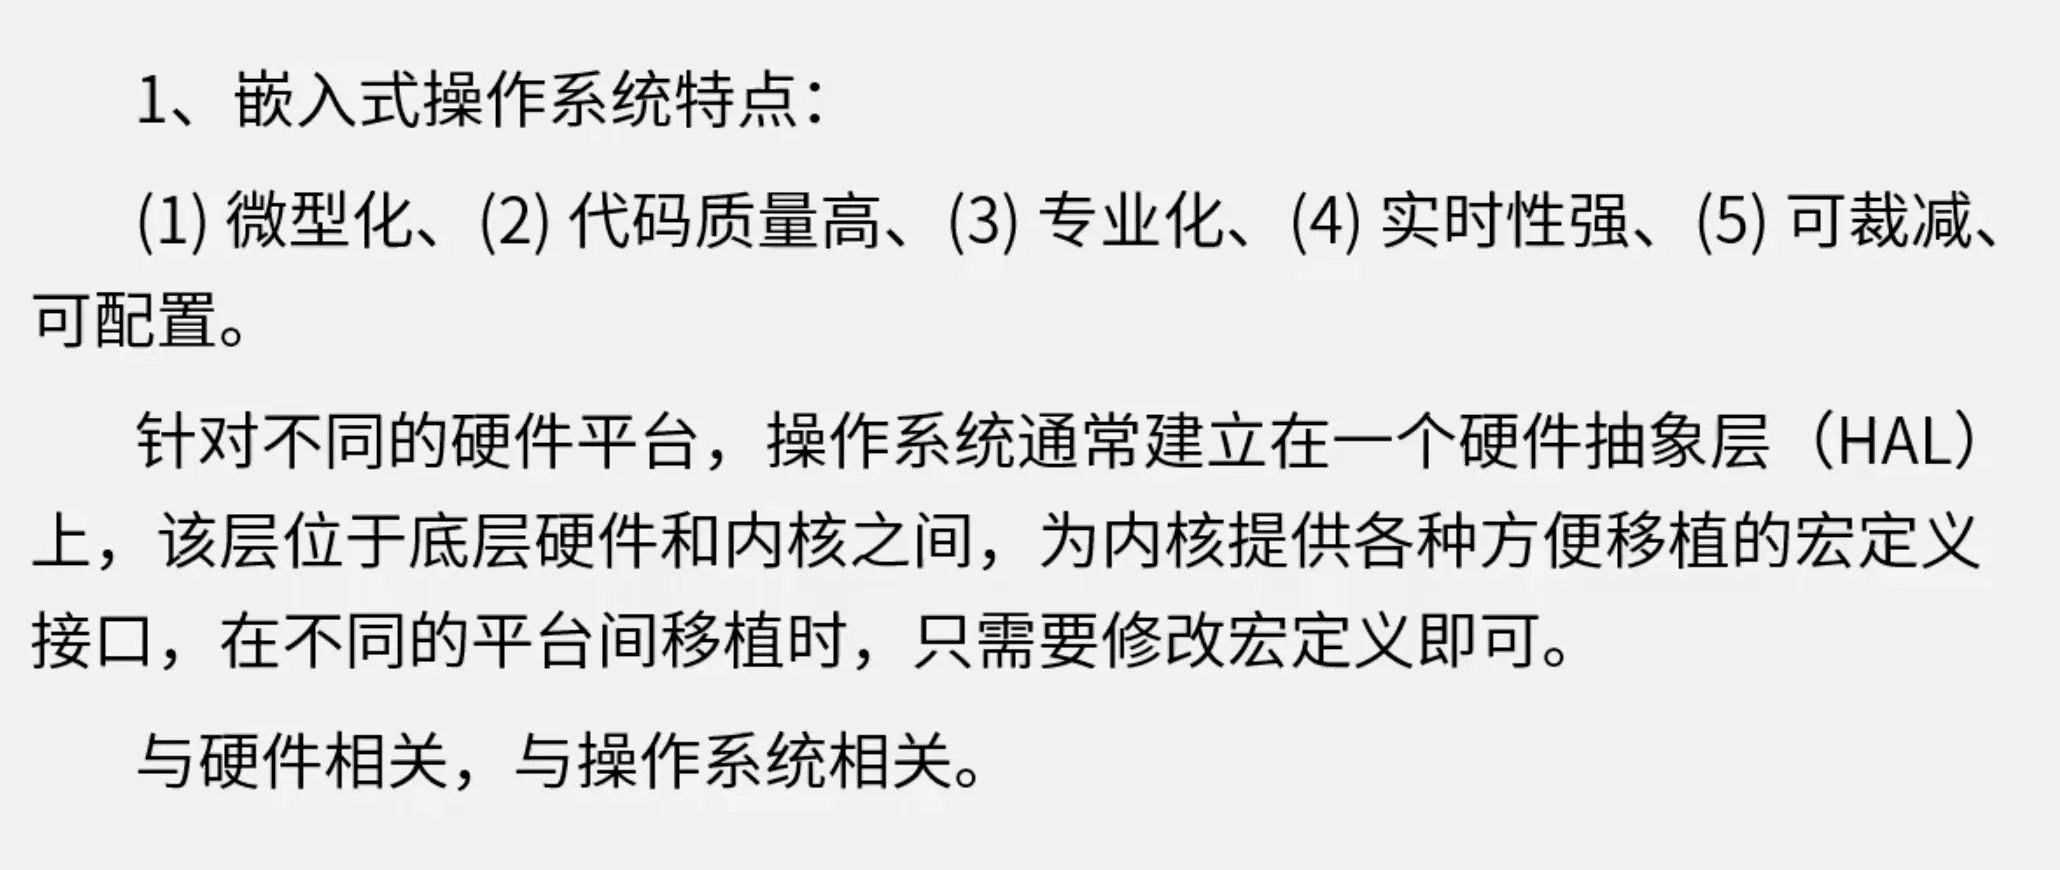 1、嵌入式操作系统特点：
(1) 微型化、(2) 代码质量高、(3) 专业化、(4) 实时性强、(5) 可裁减、
可配置。
针对不同的硬件平台，操作系统通常建立在一个硬件抽象层（HAL）
上，该层位于底层硬件和内核之间，为内核提供各种方便移植的宏定义
接口，在不同的平台间移植时，只需要修改宏定义即可。
与硬件相关，与操作系统相关。